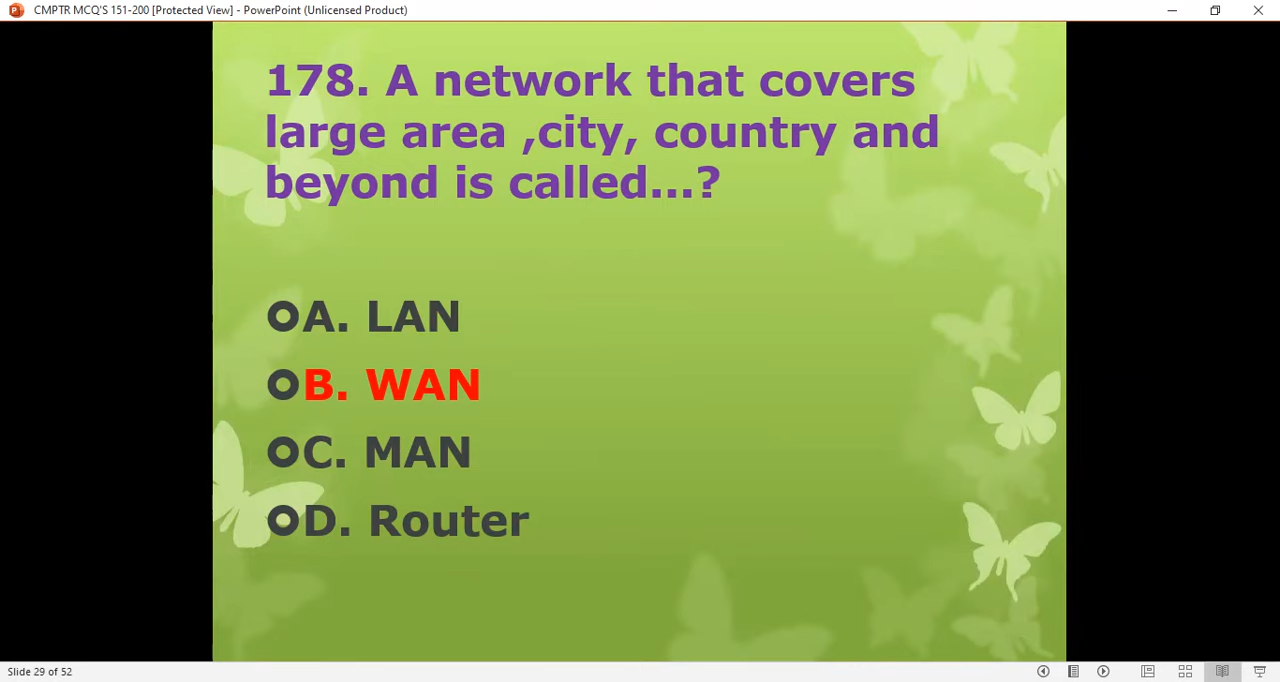 CMPTR MCQ'S 151-200 [Protected View] - PowerPoint (Unlicensed Product)
178. A network that covers
large area ,city, country and
beyond is called...?
A. LAN
B. WAN
C. MAN
D. Router
Slide 29 of 52